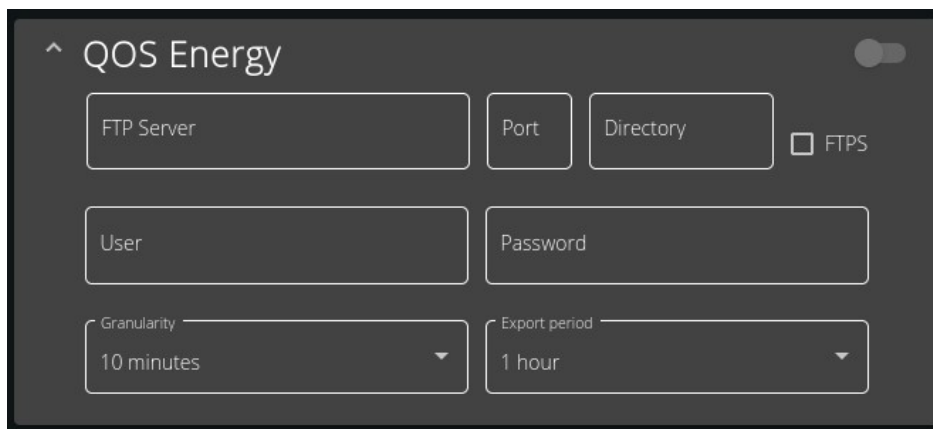 QOS Energy
FTP Server
Port
Directory
FTPS
User
Password
Granularity
10 minutes
Export period
1 hour